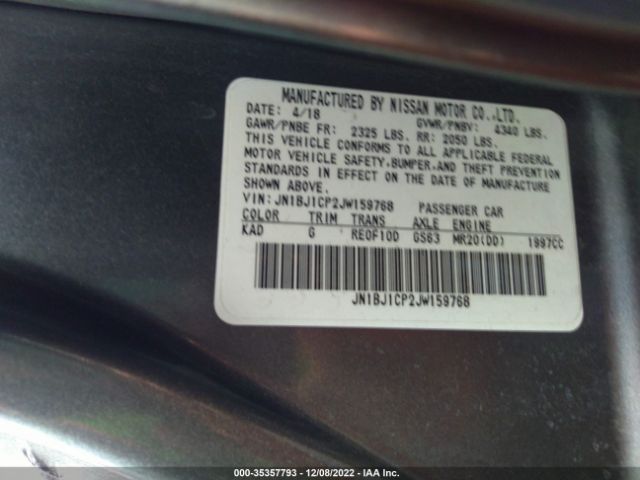 MANUFACTURED BY NISSAN MOTOR CO.,LTD.
DATE: 4/18 GVWR/PNBV: 4340 LBS.
GAWR/PNBE FR: 2325 LBS. RR: 2050 LBS.
THIS VEHICLE CONFORMS TO ALL APPLICABLE FEDERAL
MOTOR VEHICLE SAFETY,BUMPER,AND THEFT PREVENTION
STANDARDS IN EFFECT ON THE DATE OF MANUFACTURE
SHOWN ABOVE.
VIN: JN1BJ1CP2JW159768 PASSENGER CAR
COLOR TRIM TRANS AXLE ENGINE
KAD G RE0F10D GS63 MR20(DD) 1997CC
JN1BJ1CP2JW159768
000-35357793 - 12/08/2022 - IAA Inc.